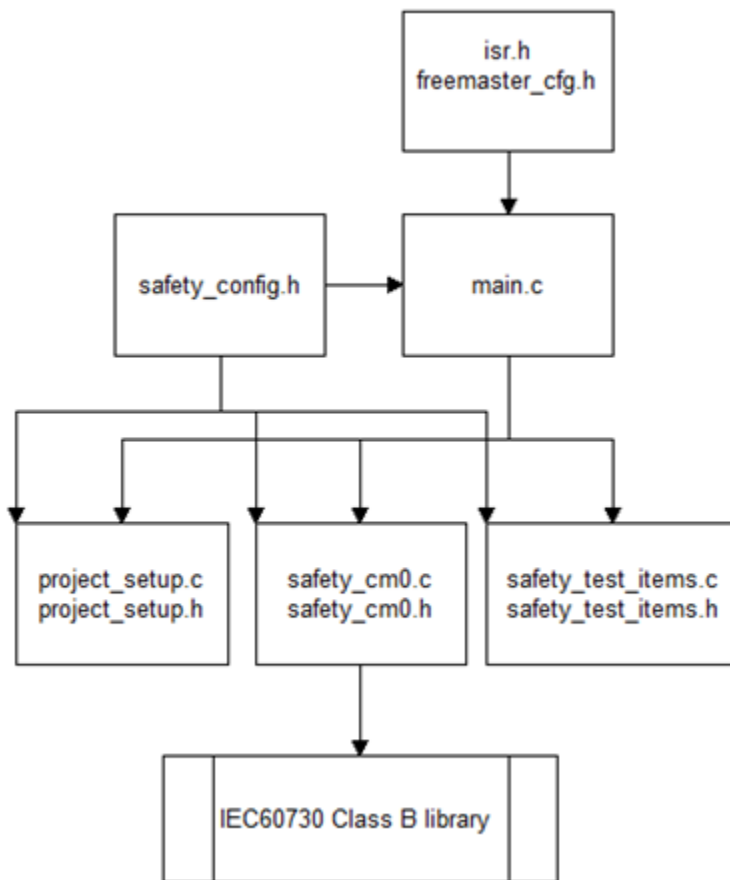 isr.h
freemaster_cfg.h
safety_config.h
main.c
project_setup.c
project_setup.h
safety_cm0.c
safety_cm0.h
safety_test_items.c
safety_test_items.h
IEC60730 Class B library